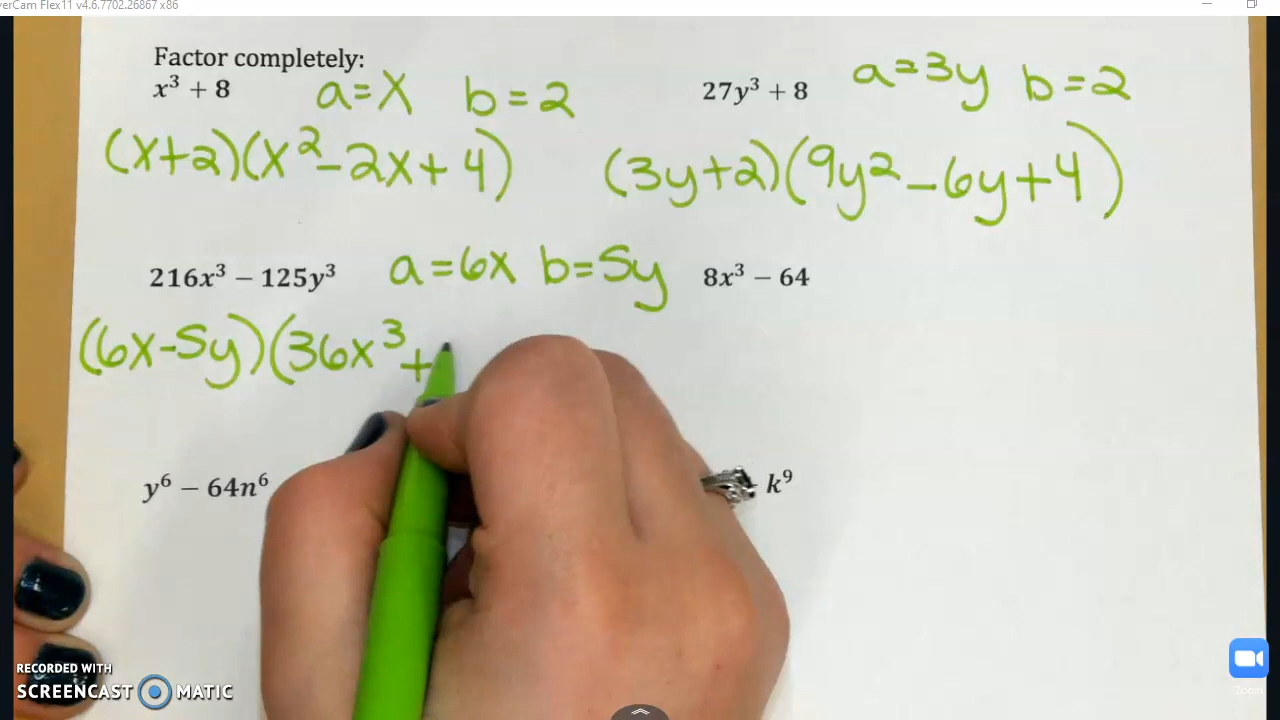 verCam Flex11 v4.6.7702.26867 x86
Factor completely:
x³ + 8 a=x b=2
27y³ + 8 a=3y b=2
(x+2)(x²-2x+4)
(3y+2)(9y²-6y+4)
216x³ − 125y³ a=6x b=5y
8x³ − 64
(6x-5y)(36x³+
y⁶ − 64n⁶
k⁹
RECORDED WITH
SCREENCAST MATIC
Zoom